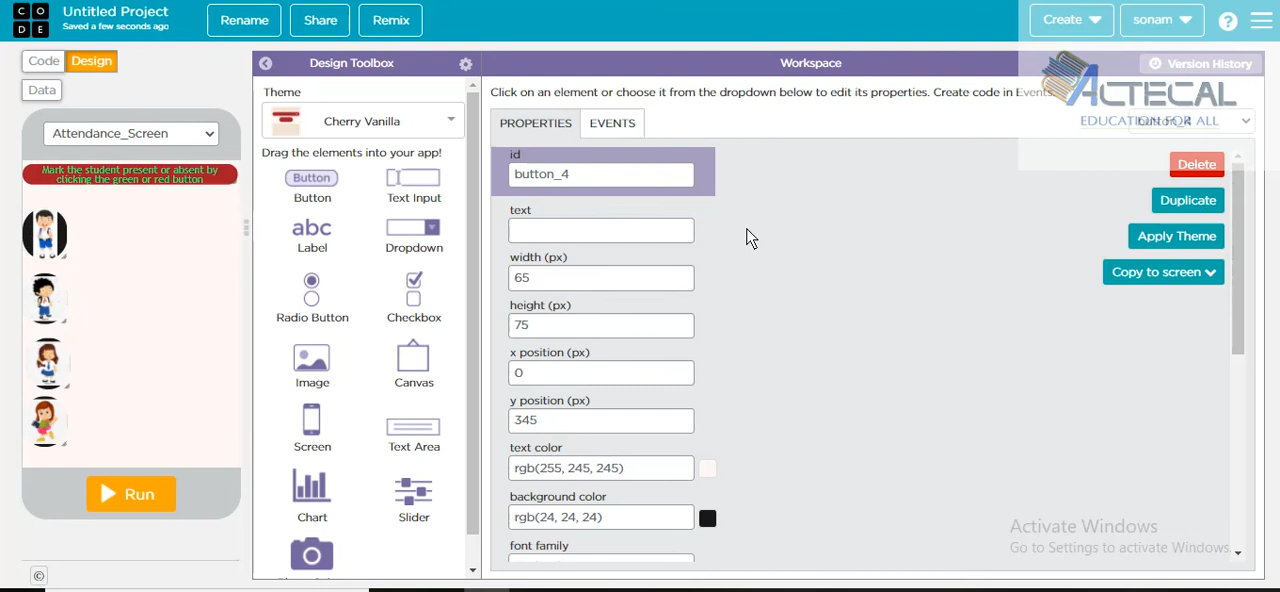 CODE
Untitled Project
Saved a few seconds ago
Rename
Share
Remix
Create
sonam
?
Code
Design
Data
Design Toolbox
Workspace
Version History
ACTECAL
EDUCATION FOR ALL
Theme
Cherry Vanilla
Click on an element or choose it from the dropdown below to edit its properties. Create code in Events.
button_4
Attendance_Screen
Mark the student present or absent by
clicking the green or red button
Run
©
Drag the elements into your app!
Button
Button
Text Input
abc
Label
Dropdown
Radio Button
Checkbox
Image
Canvas
Screen
Text Area
Chart
Slider
PROPERTIES
EVENTS
id
button_4
text
width (px)
65
height (px)
75
x position (px)
0
y position (px)
345
text color
rgb(255, 245, 245)
background color
rgb(24, 24, 24)
font family
Delete
Duplicate
Apply Theme
Copy to screen
Activate Windows
Go to Settings to activate Windows.